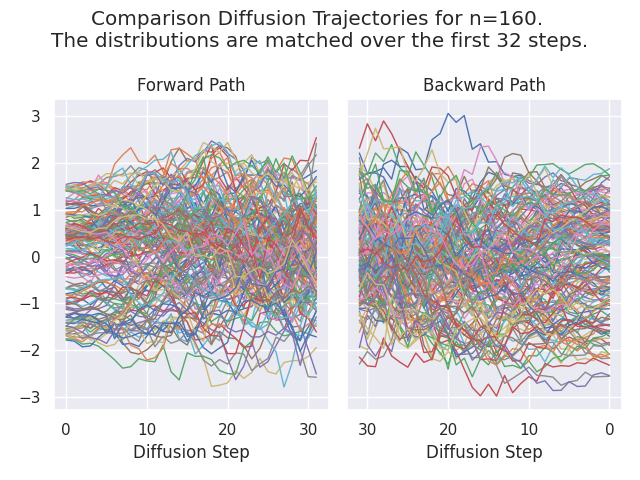 Comparison Diffusion Trajectories for n=160.
The distributions are matched over the first 32 steps.
Forward Path
Backward Path
3
2
1
0
−1
−2
−3
0 10 20 30
30 20 10 0
Diffusion Step
Diffusion Step